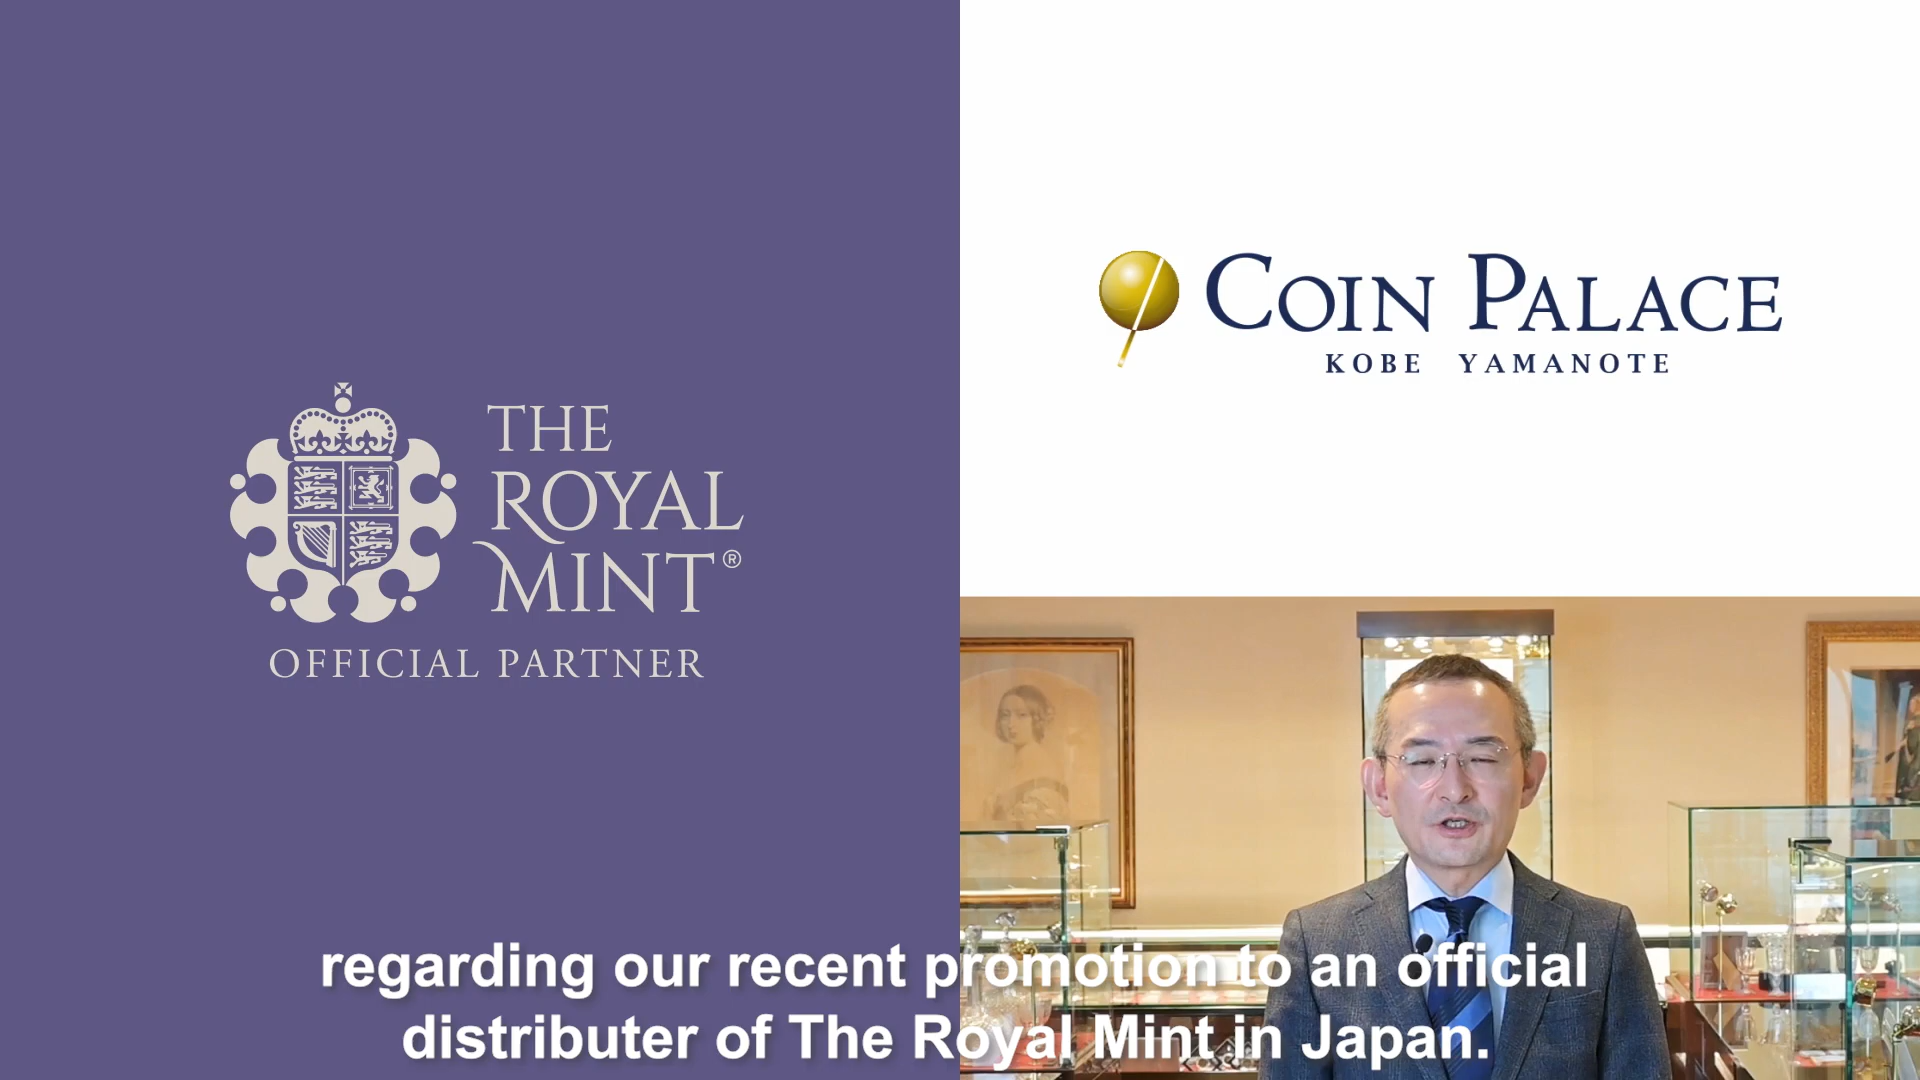 THE
ROYAL
MINT®
OFFICIAL PARTNER
COIN PALACE
KOBE YAMANOTE
regarding our recent promotion to an official
distributer of The Royal Mint in Japan.